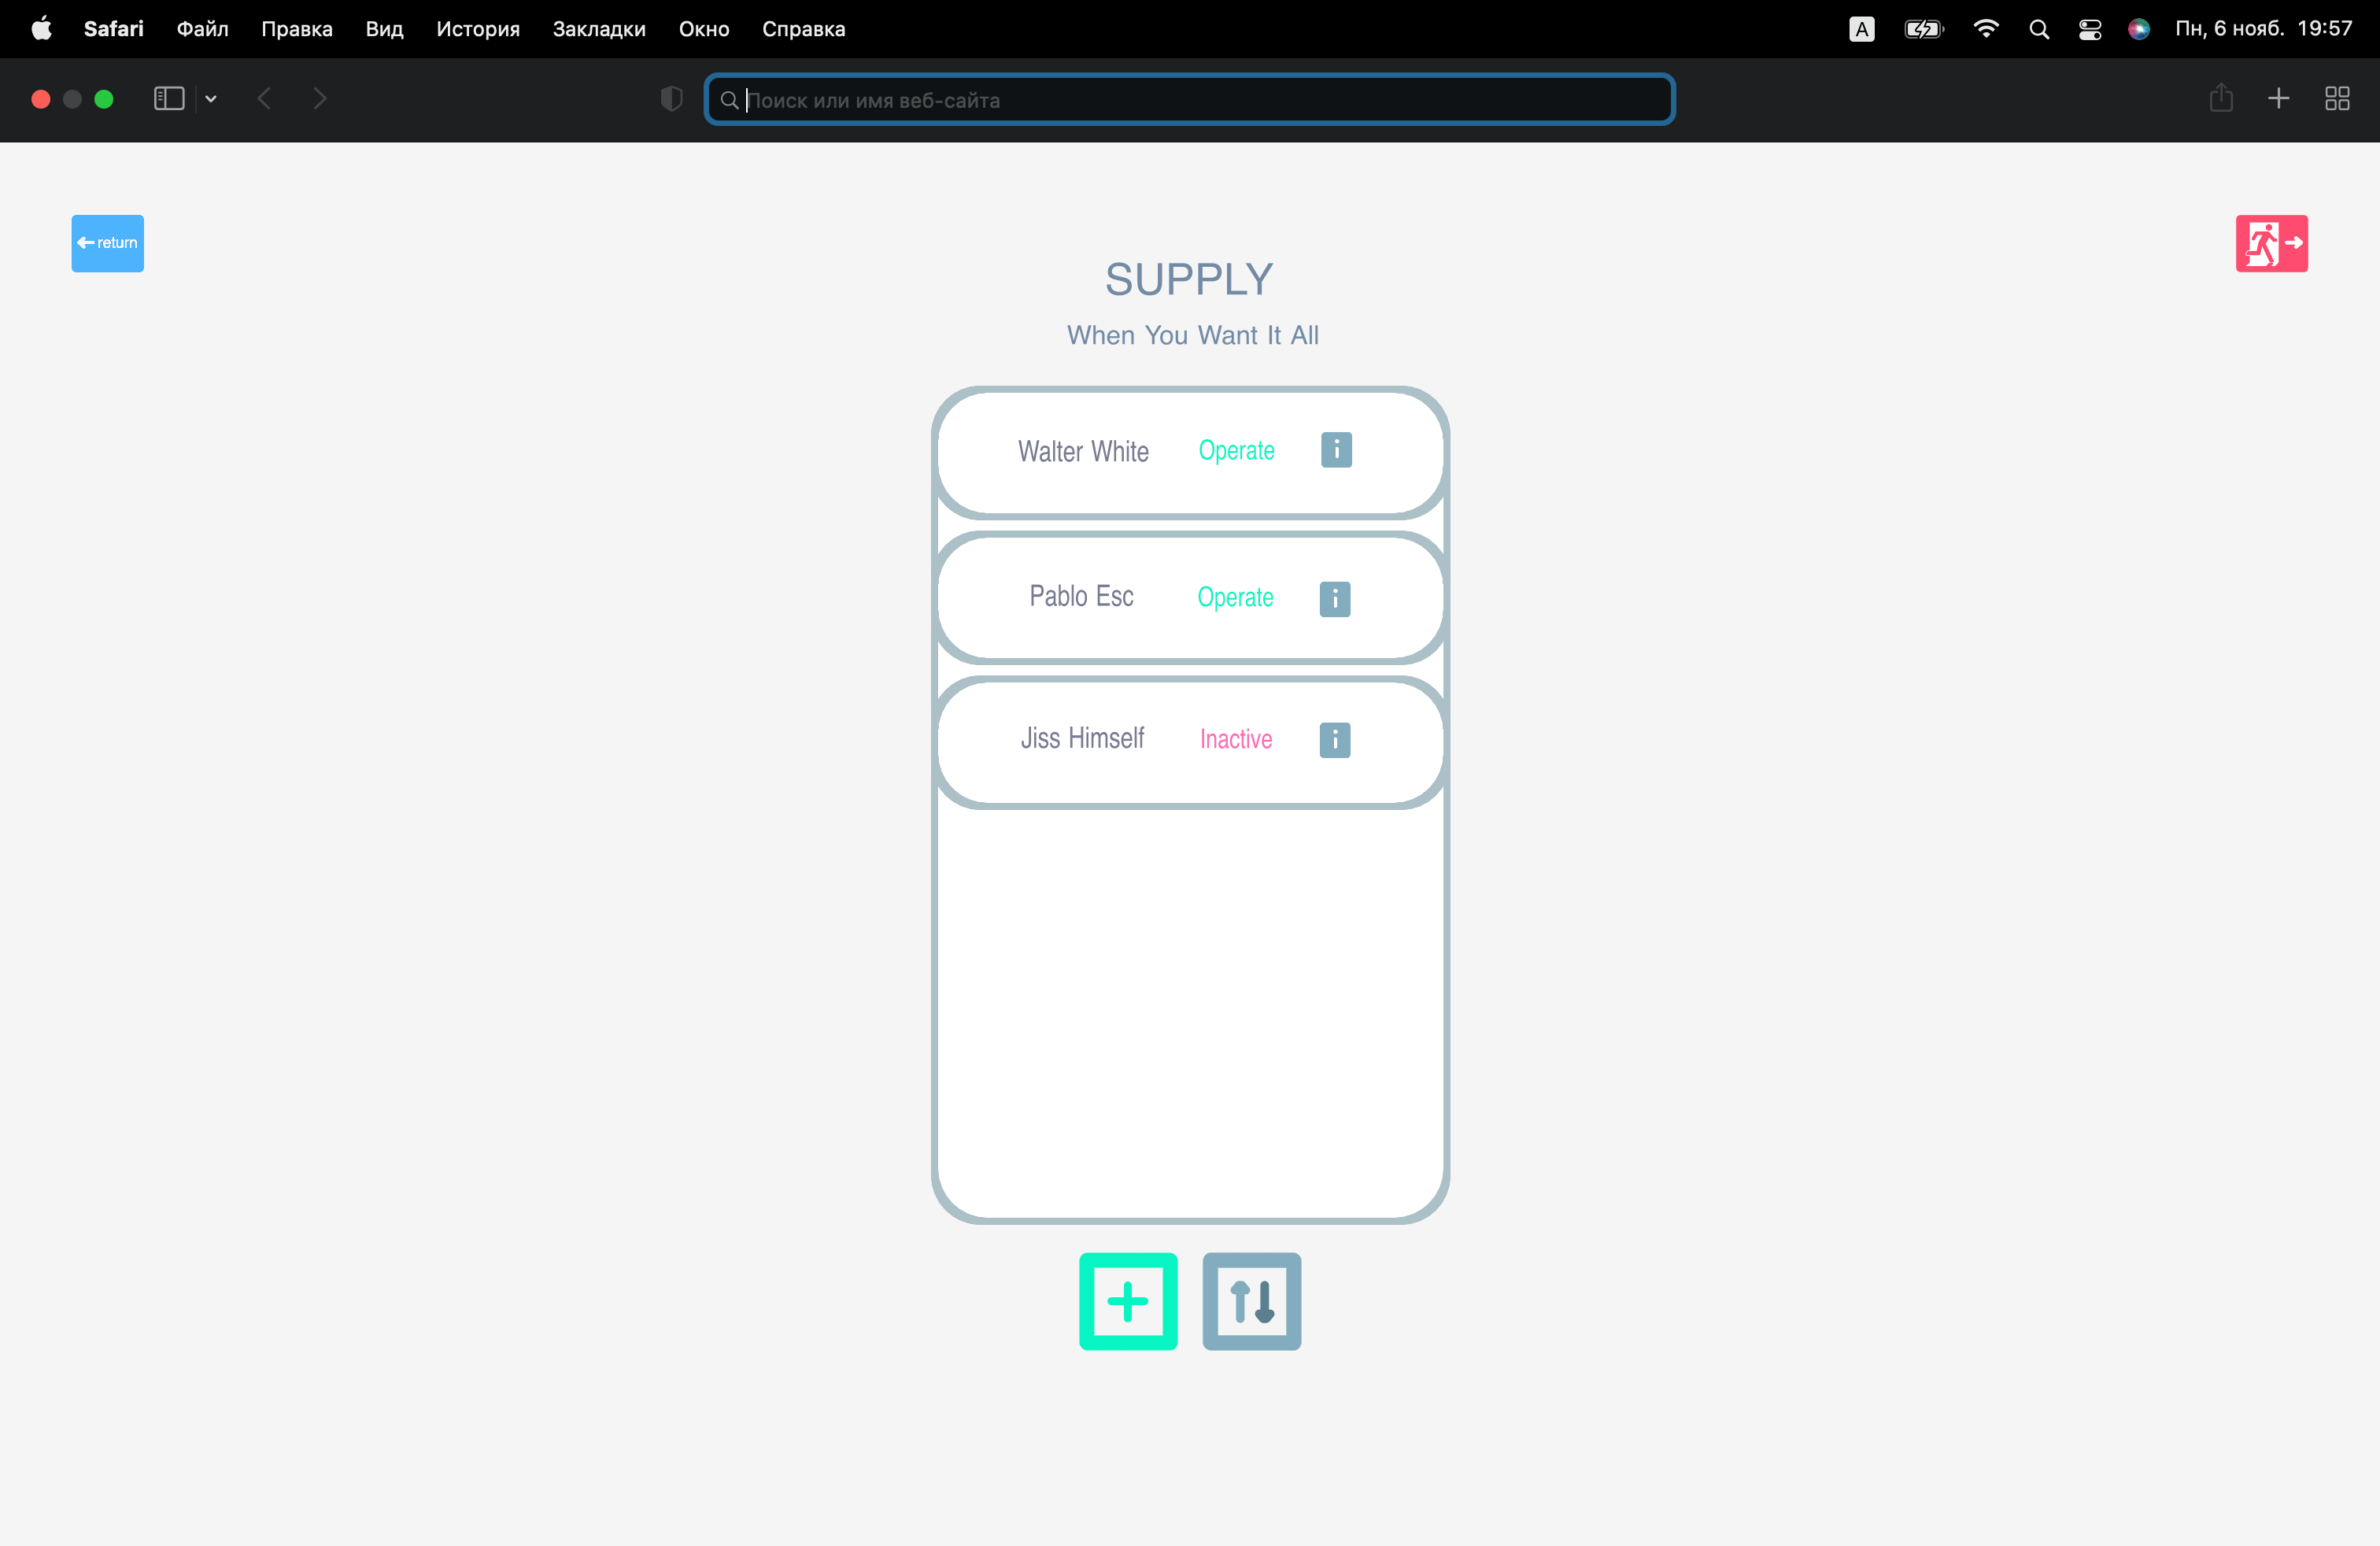 Safari Файл Правка Вид История Закладки Окно Справка A Пн, 6 нояб. 19:57
Поиск или имя веб-сайта
return
SUPPLY
When You Want It All
Walter White Operate i
Pablo Esc Operate i
Jiss Himself Inactive i